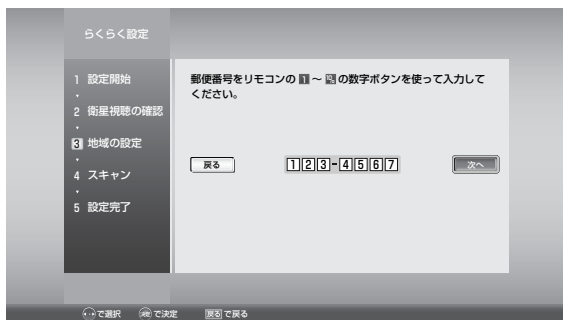 らくらく設定
1 設定開始
2 衛星視聴の確認
3 地域の設定
4 スキャン
5 設定完了
郵便番号をリモコンの 1 ~ 10 の数字ボタンを使って入力して
ください。
戻る 123-4567 次へ
で選択 決定 で決定 戻る で戻る